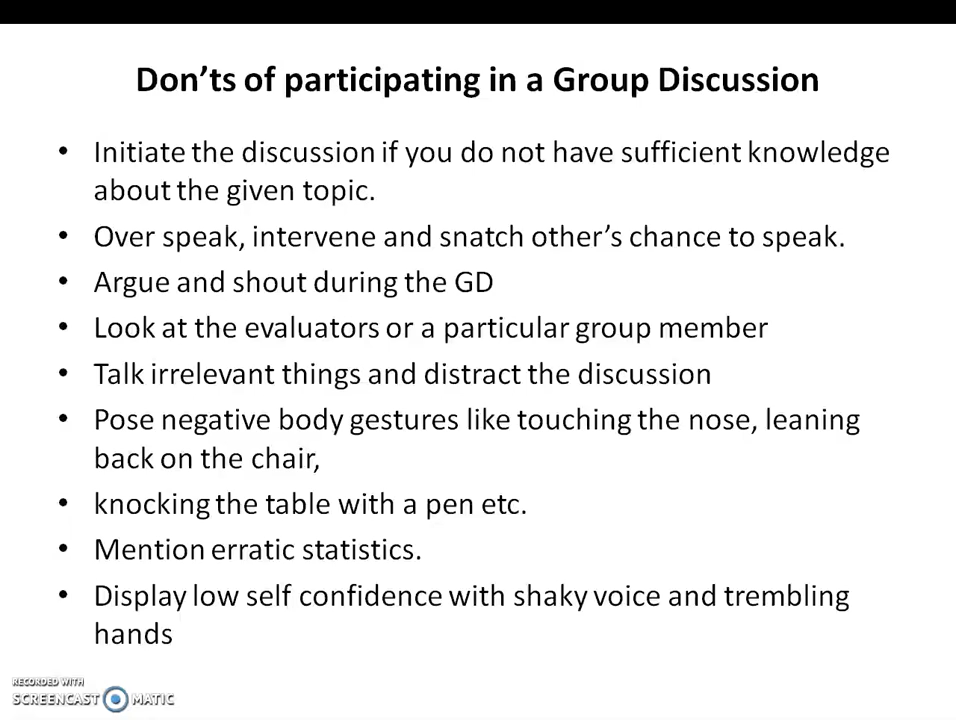 Don'ts of participating in a Group Discussion
• Initiate the discussion if you do not have sufficient knowledge
about the given topic.
• Over speak, intervene and snatch other's chance to speak.
• Argue and shout during the GD
• Look at the evaluators or a particular group member
• Talk irrelevant things and distract the discussion
• Pose negative body gestures like touching the nose, leaning
back on the chair,
• knocking the table with a pen etc.
• Mention erratic statistics.
• Display low self confidence with shaky voice and trembling
hands
RECORDED WITH
SCREENCAST MATIC